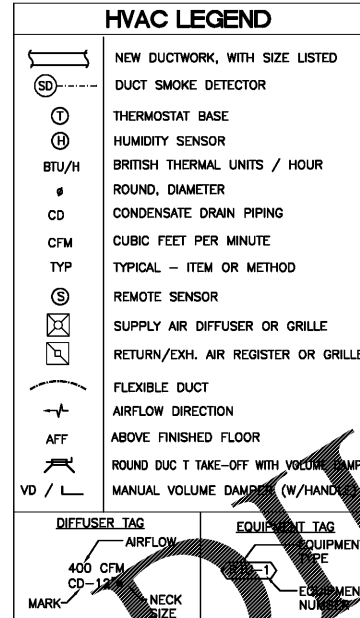 HVAC LEGEND
NEW DUCTWORK, WITH SIZE LISTED
SD DUCT SMOKE DETECTOR
T THERMOSTAT BASE
H HUMIDITY SENSOR
BTU/H BRITISH THERMAL UNITS / HOUR
ø ROUND, DIAMETER
CD CONDENSATE DRAIN PIPING
CFM CUBIC FEET PER MINUTE
TYP TYPICAL – ITEM OR METHOD
S REMOTE SENSOR
SUPPLY AIR DIFFUSER OR GRILLE
RETURN/EXH. AIR REGISTER OR GRILLE
FLEXIBLE DUCT
AIRFLOW DIRECTION
AFF ABOVE FINISHED FLOOR
ROUND DUC T TAKE-OFF WITH VOLUME DAMP
VD / MANUAL VOLUME DAMPER (W/HANDLE)
DIFFUSER TAG
AIRFLOW
400 CFM
MARK
NECK
SIZE
EQUIPMENT TAG
EQUIPMENT
TYPE
EQUIPMENT
NUMBER